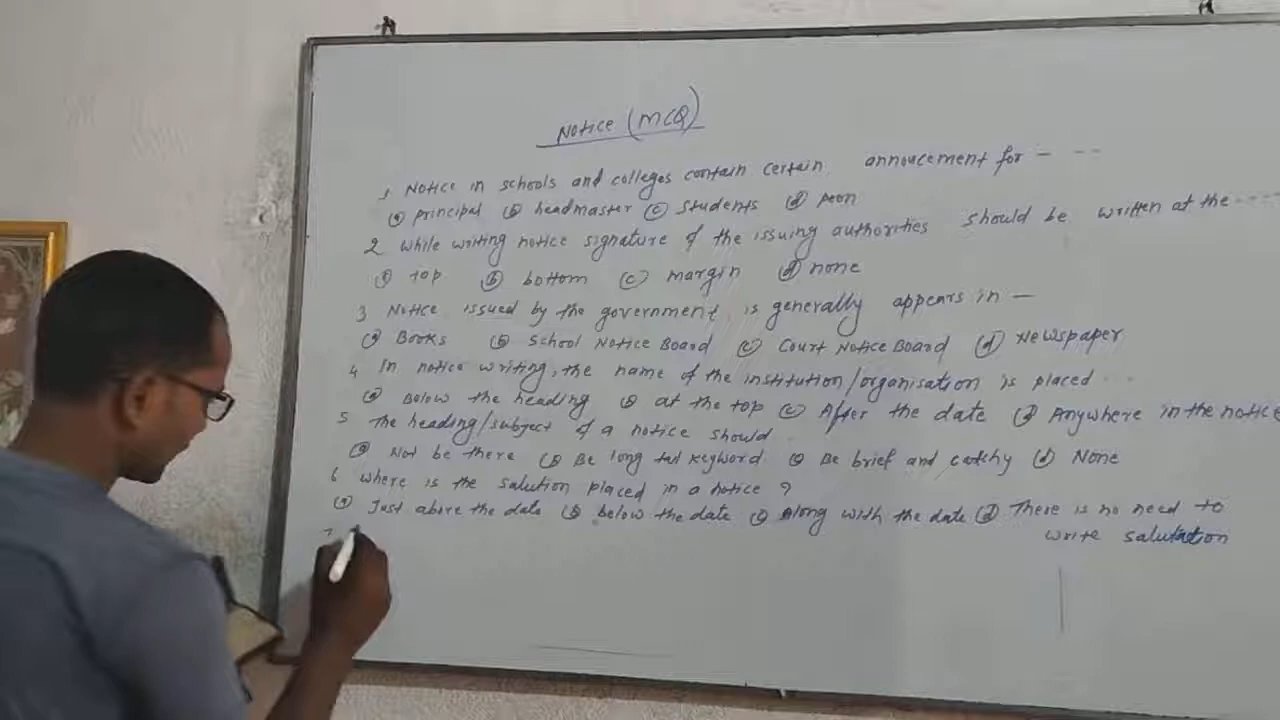 Notice (MCQ)
1 Notice in schools and colleges contain certain annoucement for - ---
(a) principal (b) headmaster (c) students (d) peon
2 While writing notice signature of the issuing authorities should be written at the ----
(a) top (b) bottom (c) margin (d) none
3 Notice issued by the government is generally appears in —
(a) Books (b) School Notice Board (c) Court Notice Board (d) Newspaper
4 In notice writing, the name of the institution/organisation is placed ---
(a) Below the heading (b) at the top (c) After the date (d) Anywhere in the notice
5 The heading/subject of a notice should
(a) Not be there (b) Be long keyword. (c) Be brief and catchy (d) None
6 Where is the salution placed in a notice ?
(a) Just above the date (b) below the date (c) Along with the date (d) There is no need to
write salutation
7